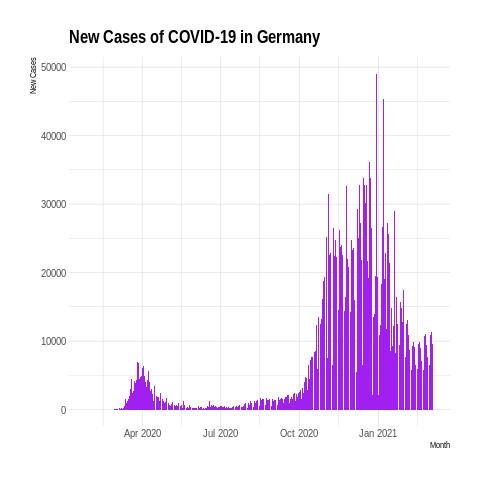 New Cases of COVID-19 in Germany
New Cases
50000
40000
30000
20000
10000
0
Apr 2020 Jul 2020 Oct 2020 Jan 2021
Month